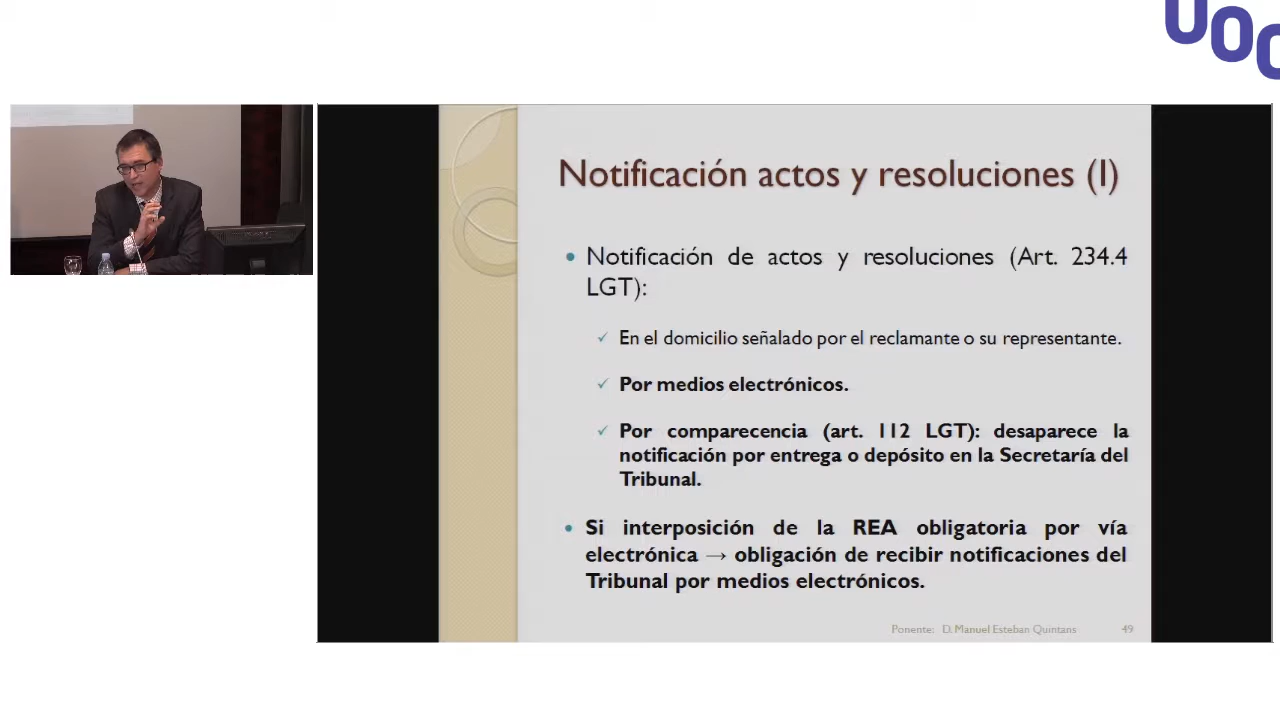 UOC
Notificación actos y resoluciones (I)
• Notificación de actos y resoluciones (Art. 234.4
LGT):
✓ En el domicilio señalado por el reclamante o su representante.
✓ Por medios electrónicos.
✓ Por comparecencia (art. 112 LGT): desaparece la
notificación por entrega o depósito en la Secretaría del
Tribunal.
• Si interposición de la REA obligatoria por vía
electrónica → obligación de recibir notificaciones del
Tribunal por medios electrónicos.
Ponente: D. Manuel Esteban Quintans 49